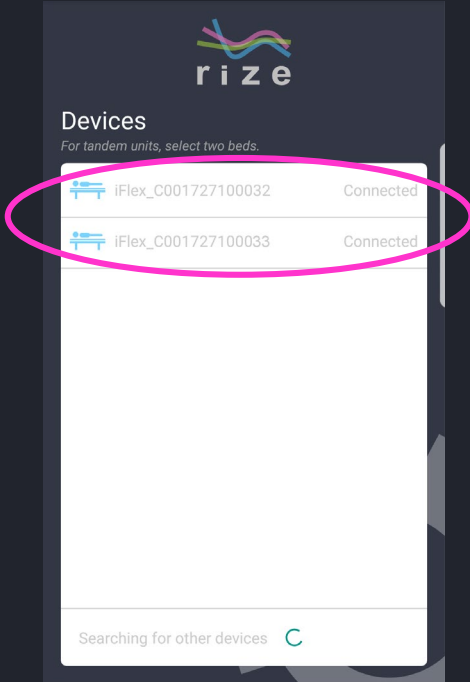 rize
Devices
For tandem units, select two beds.
iFlex_C001727100032 Connected
iFlex_C001727100033 Connected
Searching for other devices